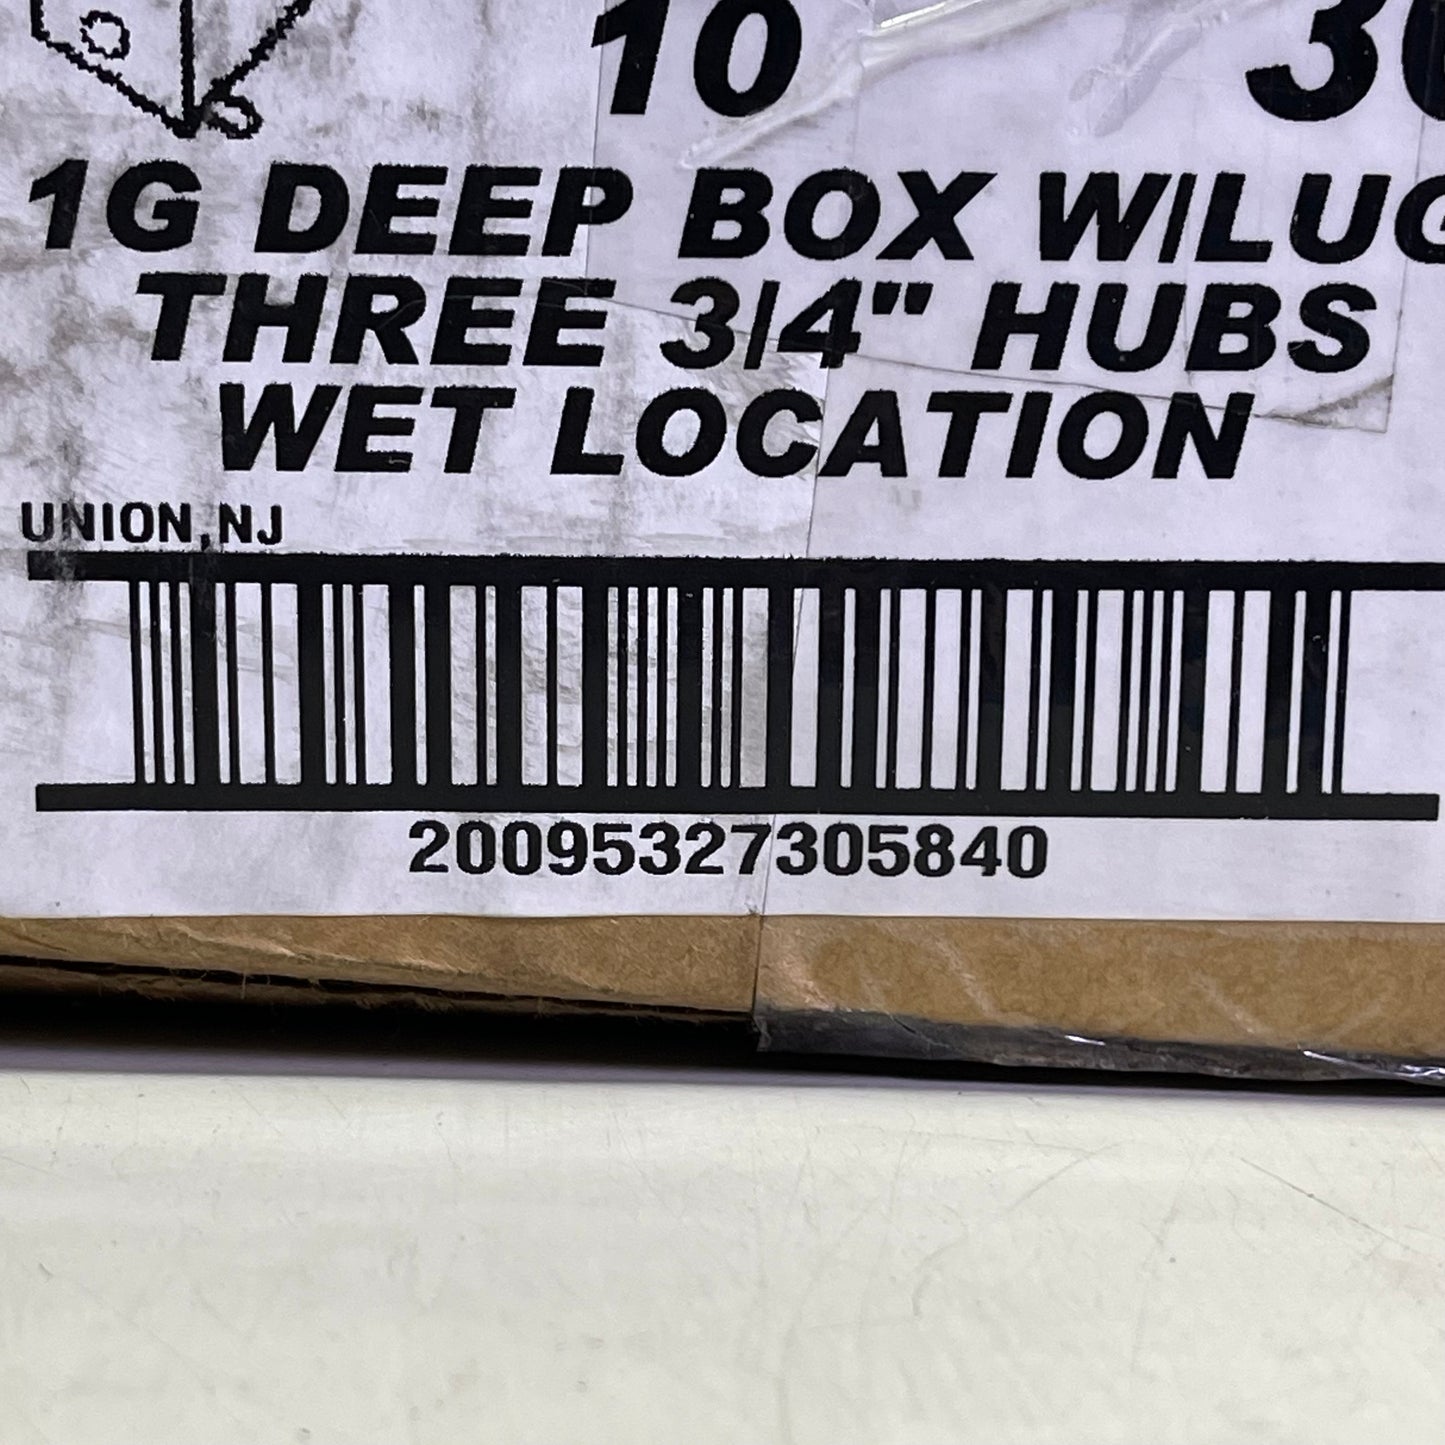 10
1G DEEP BOX W/LUG
THREE 3/4" HUBS
WET LOCATION
UNION, NJ
20095327305840